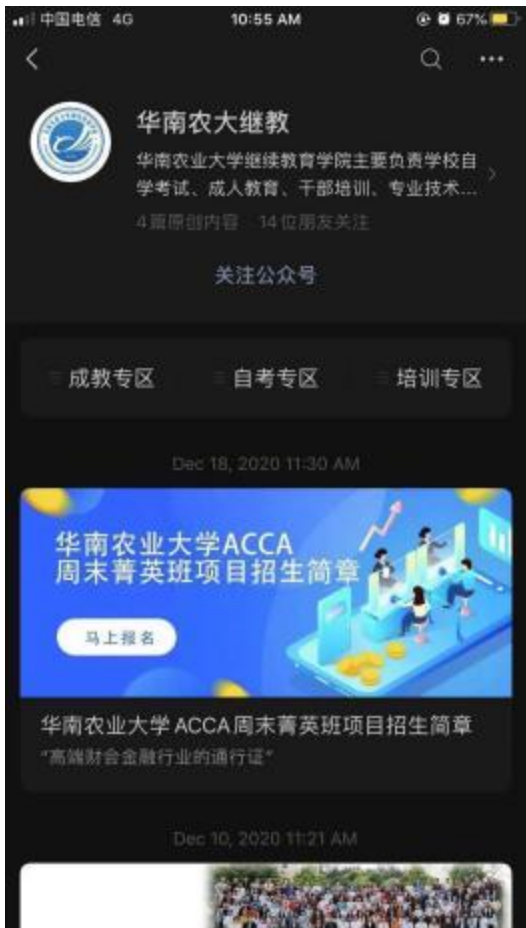 中国电信 4G 10:55 AM 67%
华南农大继教
华南农业大学继续教育学院主要负责学校自
学考试、成人教育、干部培训、专业技术...
4篇原创内容 14位朋友关注
关注公众号
成教专区 自考专区 培训专区
Dec 18, 2020 11:30 AM
华南农业大学ACCA
周末菁英班项目招生简章
马上报名
华南农业大学 ACCA周末菁英班项目招生简章
“高端财会金融行业的通行证”
Dec 10, 2020 11:21 AM